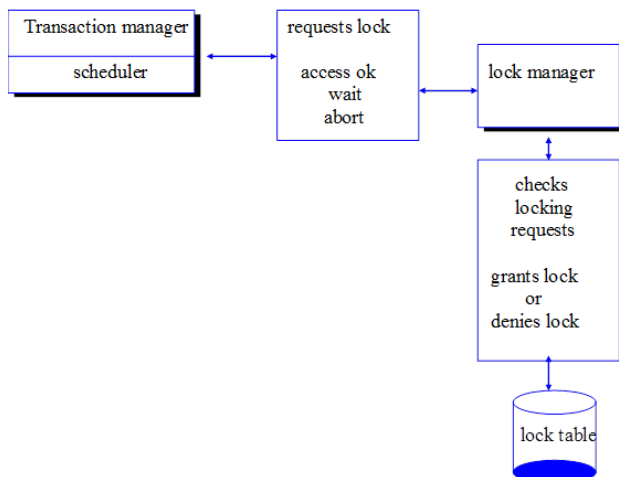 Transaction manager
scheduler
requests lock
access ok
wait
abort
lock manager
checks
locking
requests
grants lock
or
denies lock
lock table